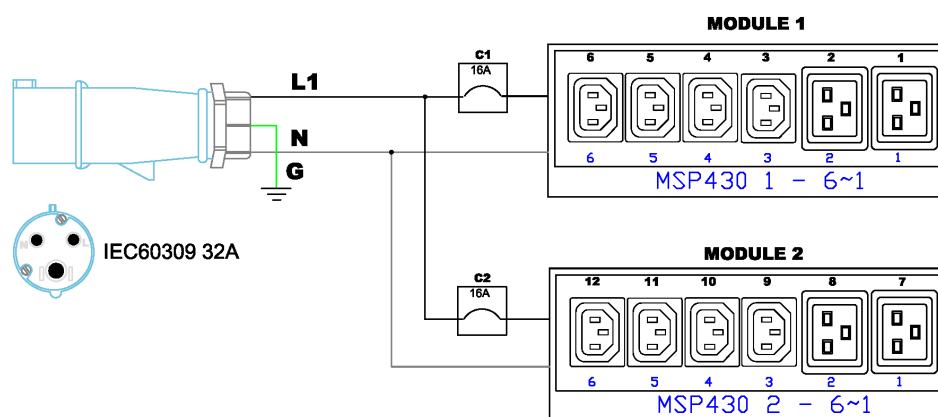 MODULE 1
C1
16A
6 5 4 3 2 1
L1
N
G
6 5 4 3 2 1
MSP430 1 - 6~1
N L
IEC60309 32A
MODULE 2
C2
16A
12 11 10 9 8 7
6 5 4 3 2 1
MSP430 2 - 6~1